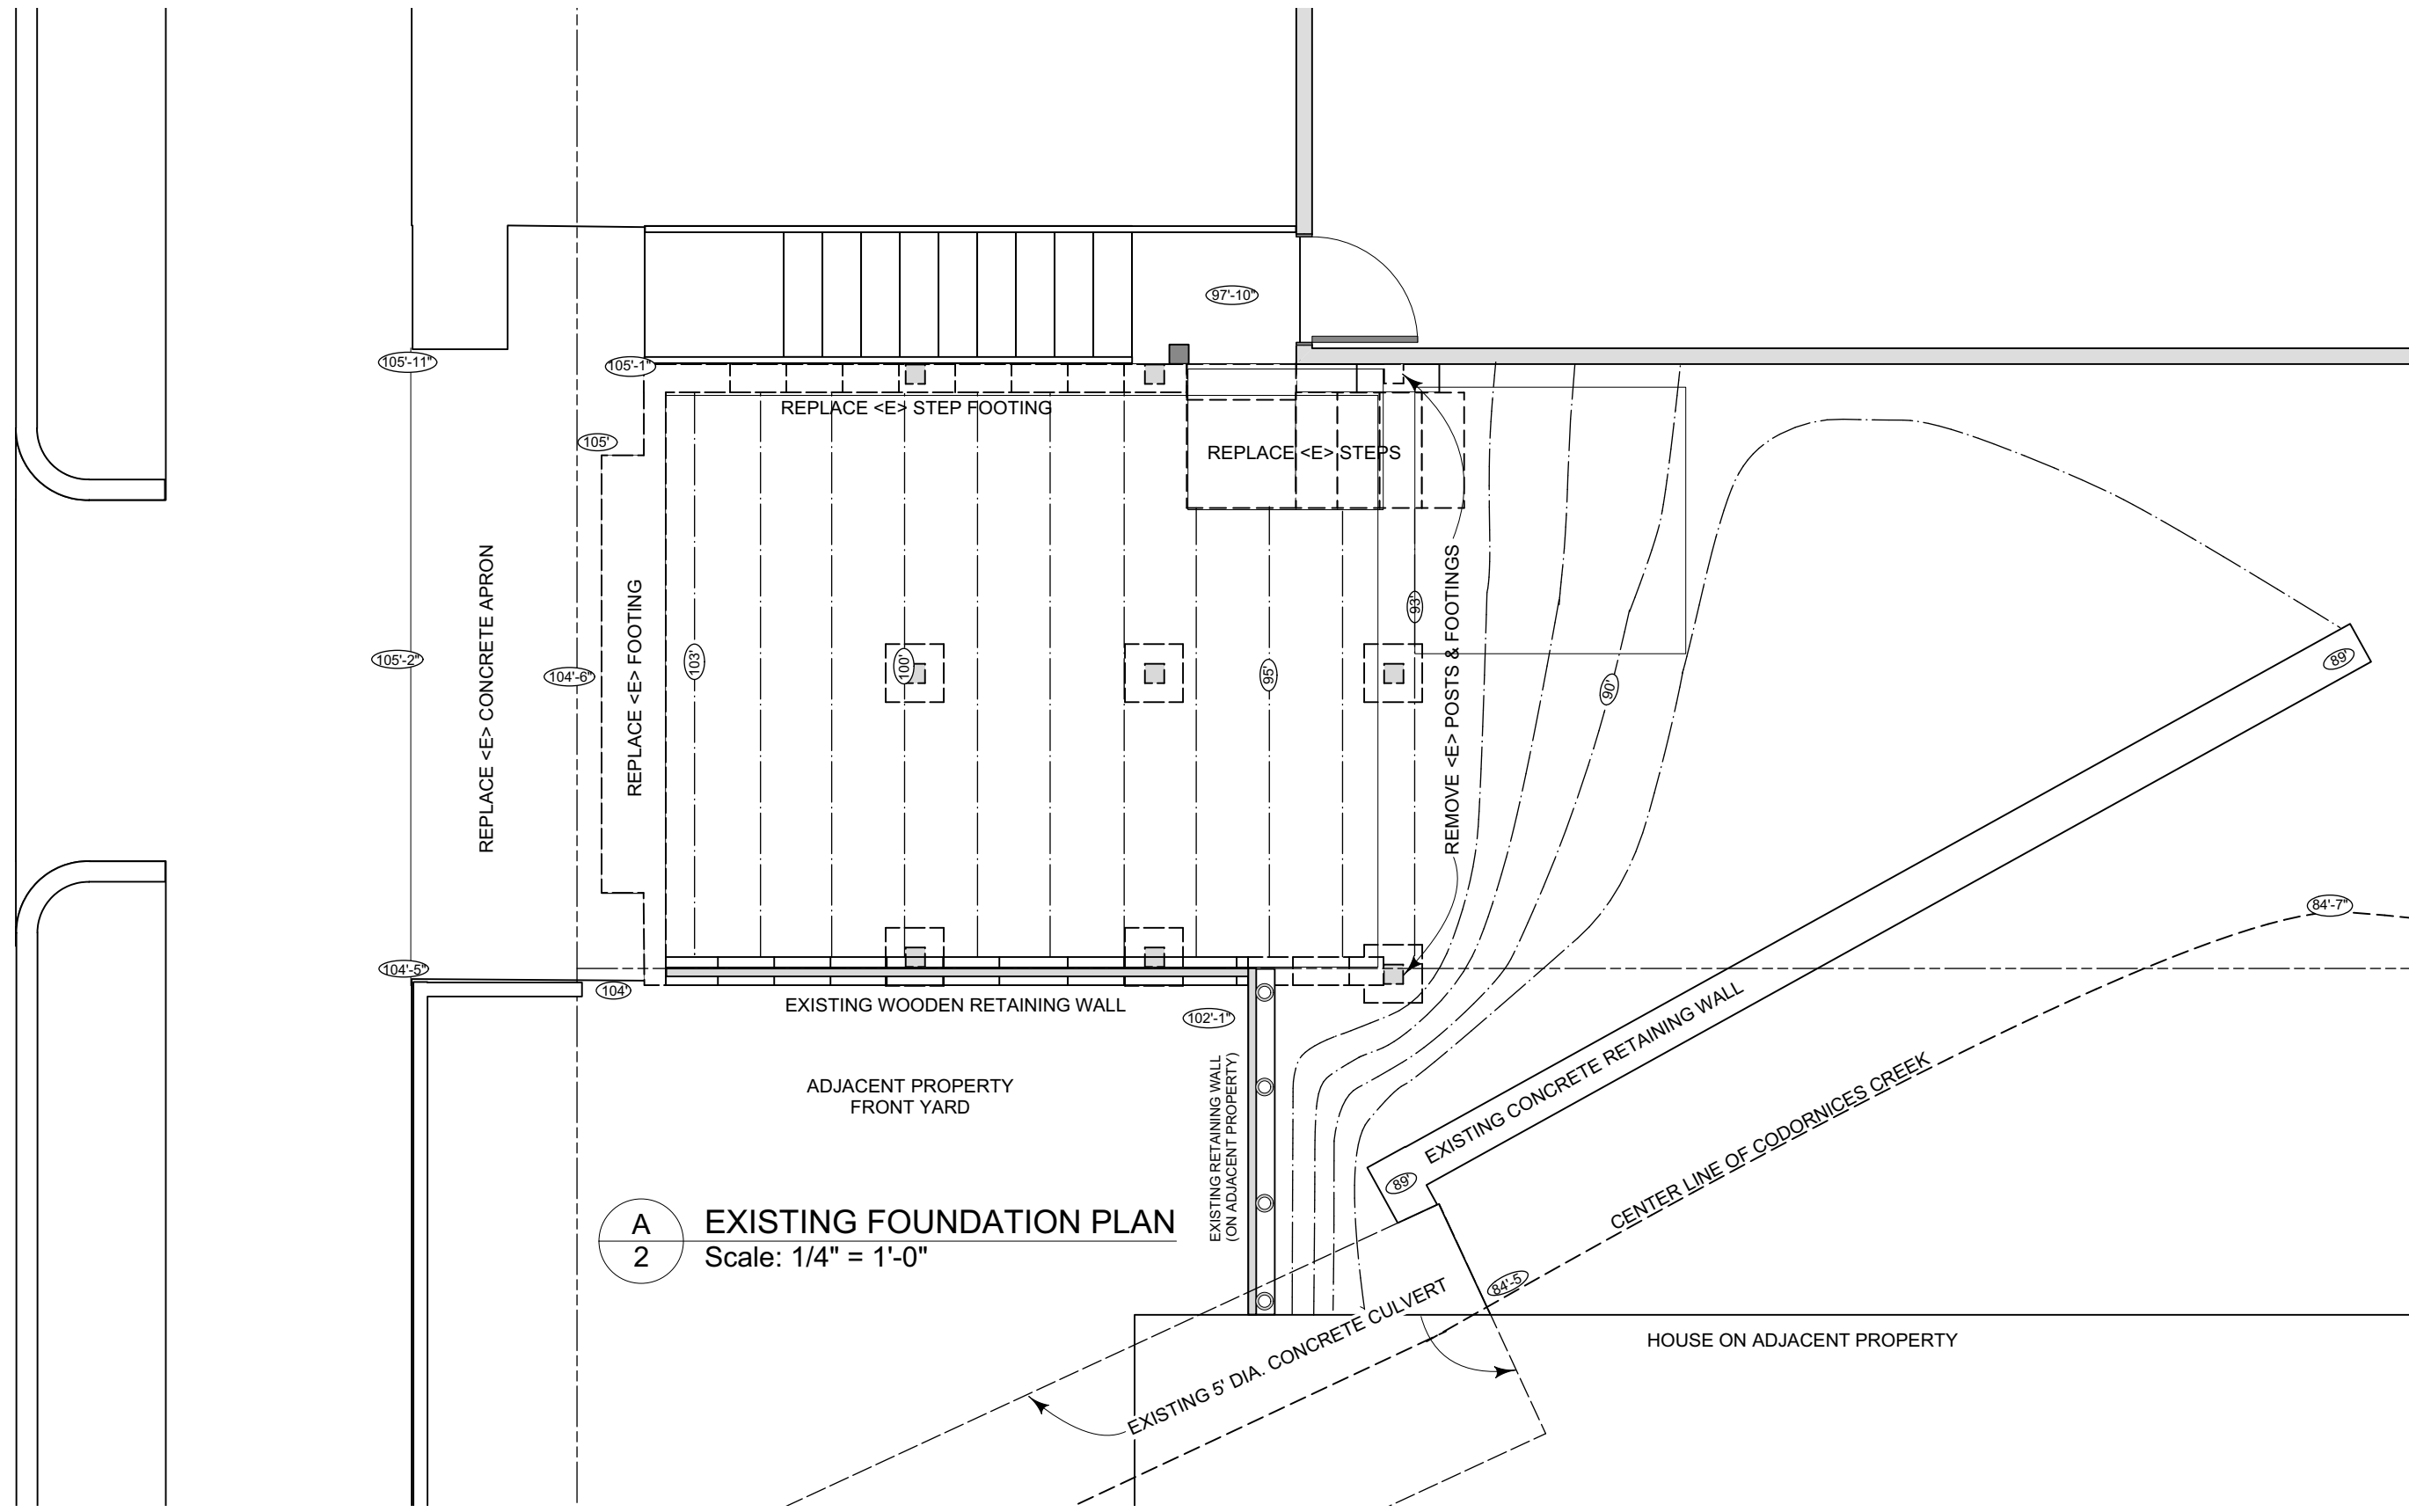 97'-10"
105'-11"
105'-1"
REPLACE <E> STEP FOOTING
105'
REPLACE <E> STEPS
REPLACE <E> CONCRETE APRON
REPLACE <E> FOOTING
REMOVE <E> POSTS & FOOTINGS
93'
105'-2"
104'-6"
103'
100'
95'
90'
89'
84'-7"
104'-5"
104'
EXISTING WOODEN RETAINING WALL
102'-1"
EXISTING RETAINING WALL
(ON ADJACENT PROPERTY)
ADJACENT PROPERTY
FRONT YARD
EXISTING CONCRETE RETAINING WALL
89'
CENTER LINE OF CODORNICES CREEK
A
2
EXISTING FOUNDATION PLAN
Scale: 1/4" = 1'-0"
84'-5
EXISTING 5' DIA. CONCRETE CULVERT
HOUSE ON ADJACENT PROPERTY